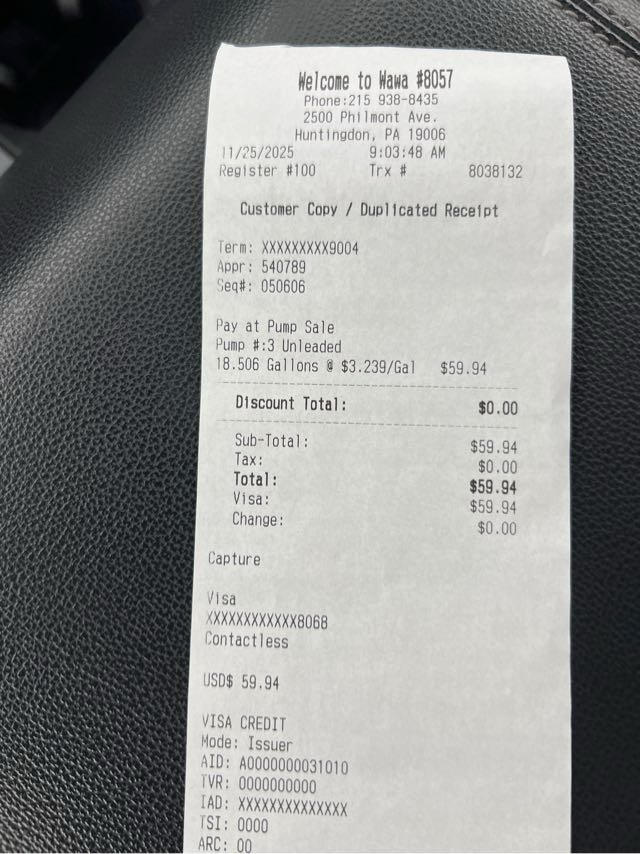 Welcome to Wawa #8057
Phone:215 938-8435
2500 Philmont Ave.
Huntingdon, PA 19006
11/25/2025 9:03:48 AM
Register #100 Trx # 8038132
Customer Copy / Duplicated Receipt
Term: XXXXXXXXX9004
Appr: 540789
Seq#: 050606
Pay at Pump Sale
Pump #:3 Unleaded
18.506 Gallons @ $3.239/Gal $59.94
Discount Total: $0.00
Sub-Total: $59.94
Tax: $0.00
Total: $59.94
Visa: $59.94
Change: $0.00
Capture
Visa
XXXXXXXXXXXX8068
Contactless
USD$ 59.94
VISA CREDIT
Mode: Issuer
AID: A0000000031010
TVR: 0000000000
IAD: XXXXXXXXXXXXXX
TSI: 0000
ARC: 00